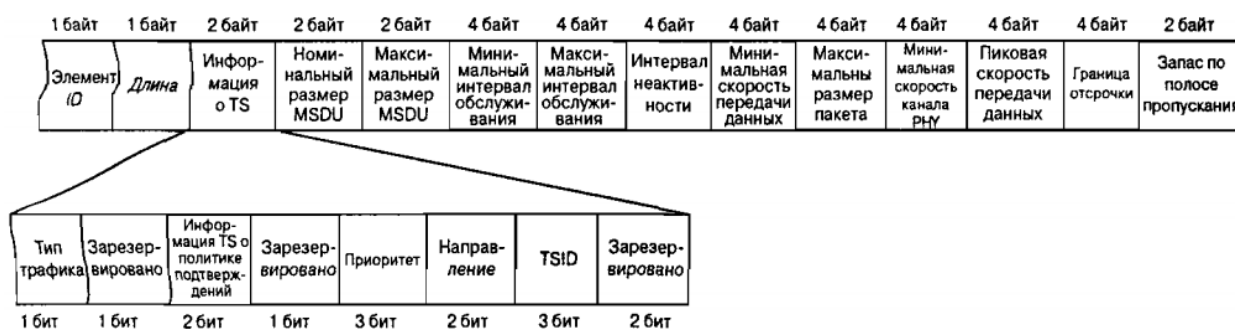 1 байт 1 байт 2 байт 2 байт 2 байт 4 байт 4 байт 4 байт 4 байт 4 байт 4 байт 4 байт 4 байт 2 байт
Элемент
ID
Длина
Инфор-
мация
о TS
Номи-
нальный
размер
MSDU
Макси-
мальный
размер
MSDU
Мини-
мальный
интервал
обслужи-
вания
Макси-
мальный
интервал
обслужи-
вания
Интервал
неактив-
ности
Мини-
мальная
скорость
передачи
данных
Макси-
мальны
размер
пакета
Мини-
мальная
скорость
канала
PHY
Пиковая
скорость
передачи
данных
Граница
отсрочки
Запас по
полосе
пропускания
Тип
трафика
Зарезер-
вировано
Инфор-
мация TS о
политике
подтверж-
дений
Зарезер-
вировано
Приоритет
Направ-
ление
TSID
Зарезер-
вировано
1 бит 1 бит 2 бит 1 бит 3 бит 2 бит 3 бит 2 бит